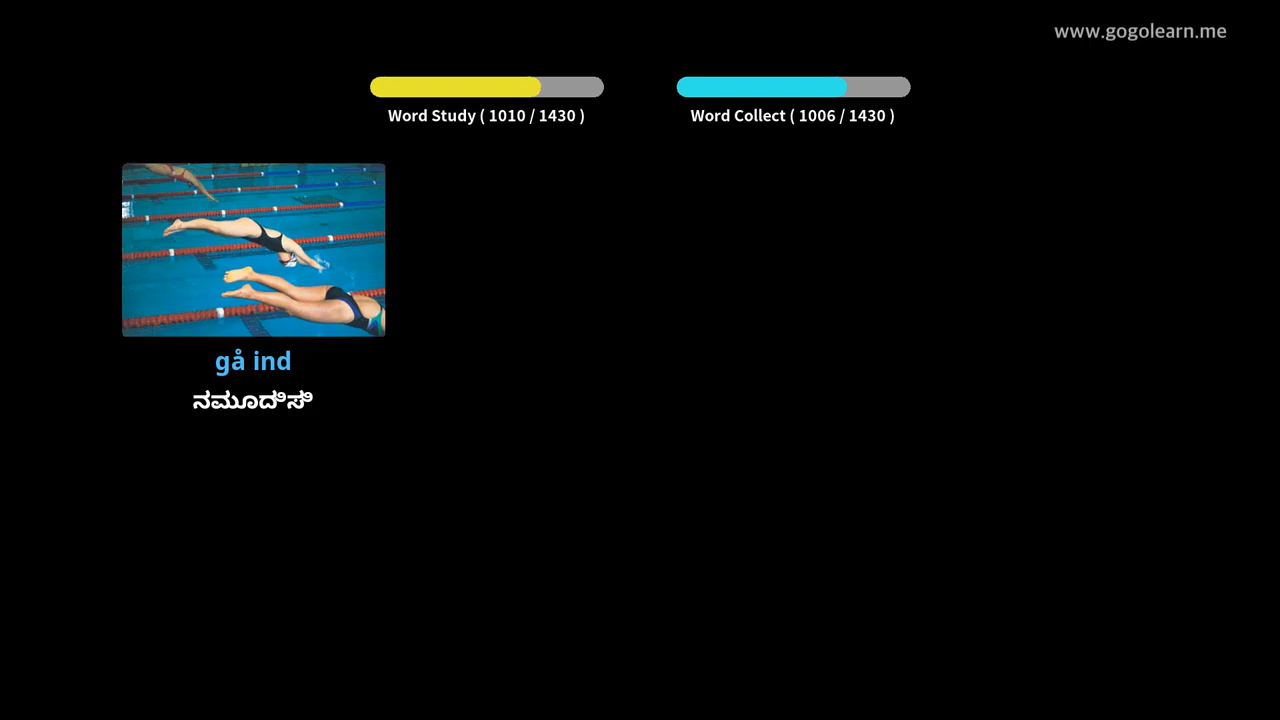 www.gogolearn.me
Word Study ( 1010 / 1430 )
Word Collect ( 1006 / 1430 )
gå ind
ನಮೂದಿಸಿ